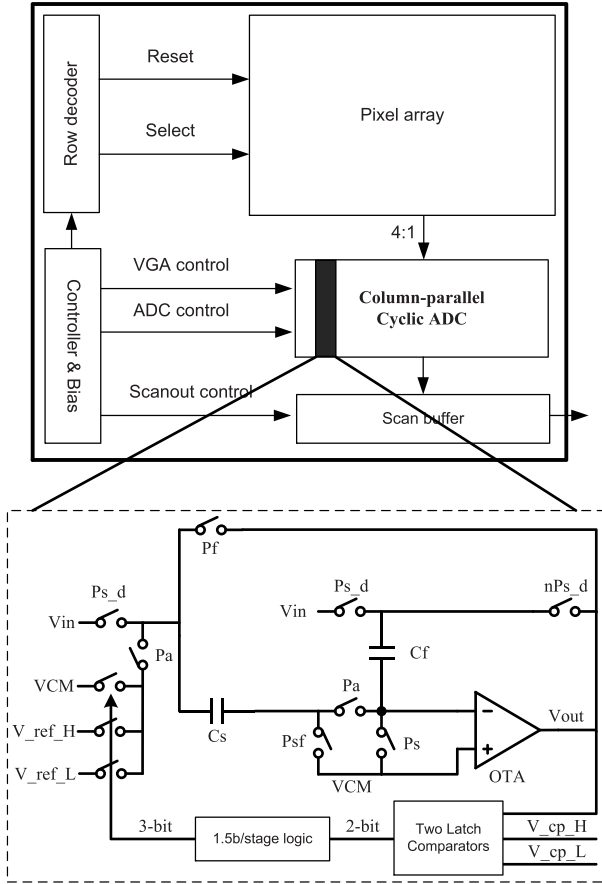 Row decoder
Reset
Select
Pixel array
4:1
Controller & Bias
VGA control
ADC control
Scanout control
Column-parallel
Cyclic ADC
Scan buffer
Pf
Ps_d
Vin
Pa
VCM
V_ref_H
V_ref_L
Cs
Vin
Ps_d
nPs_d
Cf
Pa
Psf
Ps
VCM
OTA
Vout
3-bit
1.5b/stage logic
2-bit
Two Latch
Comparators
V_cp_H
V_cp_L